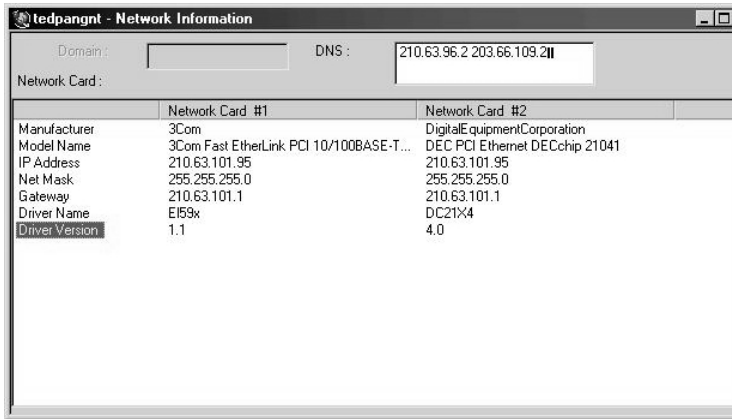 tedpangnt - Network Information
Domain : DNS : 210.63.96.2 203.66.109.2
Network Card :
Network Card #1 Network Card #2
Manufacturer 3Com DigitalEquipmentCorporation
Model Name 3Com Fast EtherLink PCI 10/100BASE-T... DEC PCI Ethernet DECchip 21041
IP Address 210.63.101.95 210.63.101.95
Net Mask 255.255.255.0 255.255.255.0
Gateway 210.63.101.1 210.63.101.1
Driver Name El59x DC21X4
Driver Version 1.1 4.0